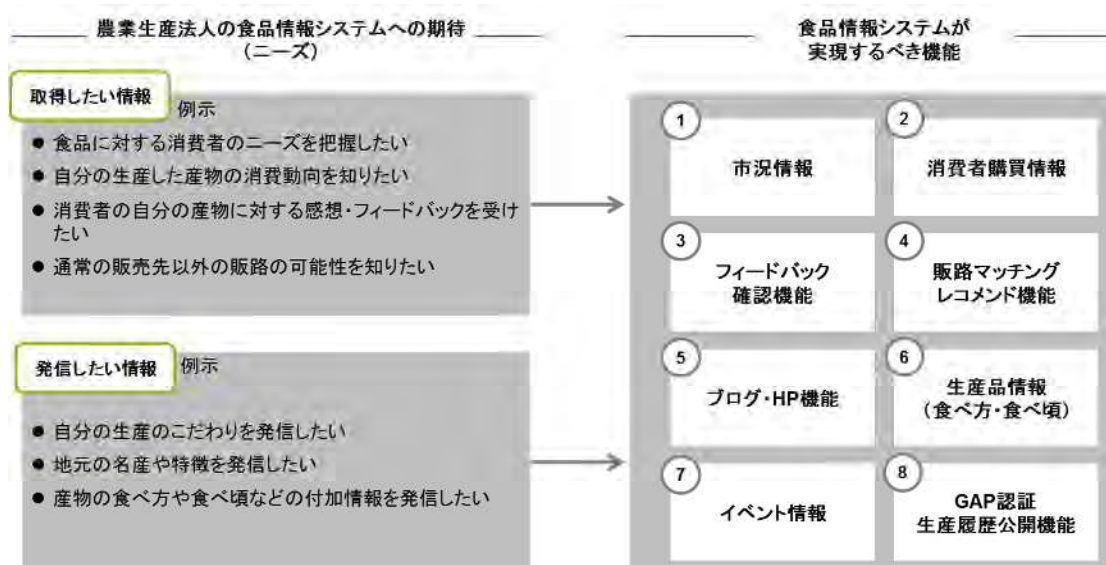 農業生産法人の食品情報システムへの期待
（ニーズ）
取得したい情報
例示
● 食品に対する消費者のニーズを把握したい
● 自分の生産した産物の消費動向を知りたい
● 消費者の自分の産物に対する感想・フィードバックを受け
たい
● 通常の販売先以外の販路の可能性を知りたい
発信したい情報
例示
● 自分の生産のこだわりを発信したい
● 地元の名産や特徴を発信したい
● 産物の食べ方や食べ頃などの付加情報を発信したい
食品情報システムが
実現するべき機能
1
市況情報
2
消費者購買情報
3
フィードバック
確認機能
4
販路マッチング
レコメンド機能
5
ブログ・HP機能
6
生産品情報
（食べ方・食べ頃）
7
イベント情報
8
GAP認証
生産履歴公開機能